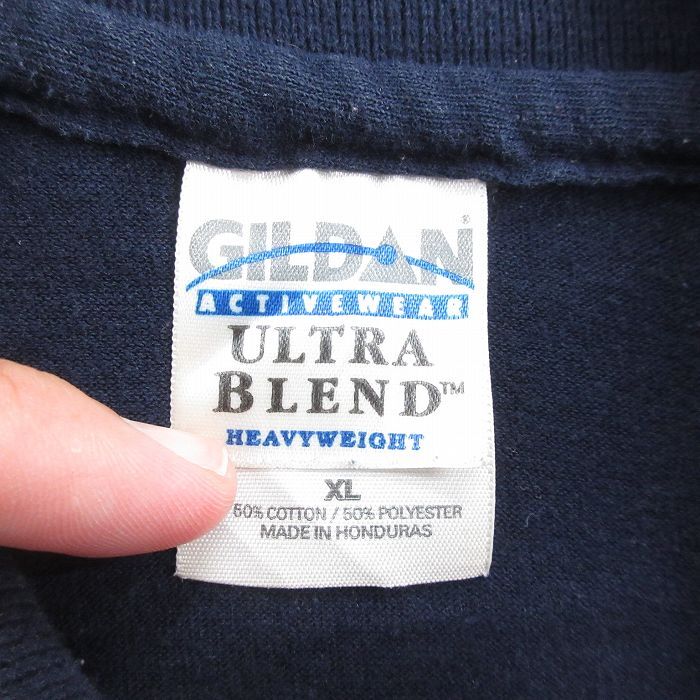 GILDAN®
ACTIVEWEAR
ULTRA
BLEND™
HEAVYWEIGHT
XL
50% COTTON / 50% POLYESTER
MADE IN HONDURAS